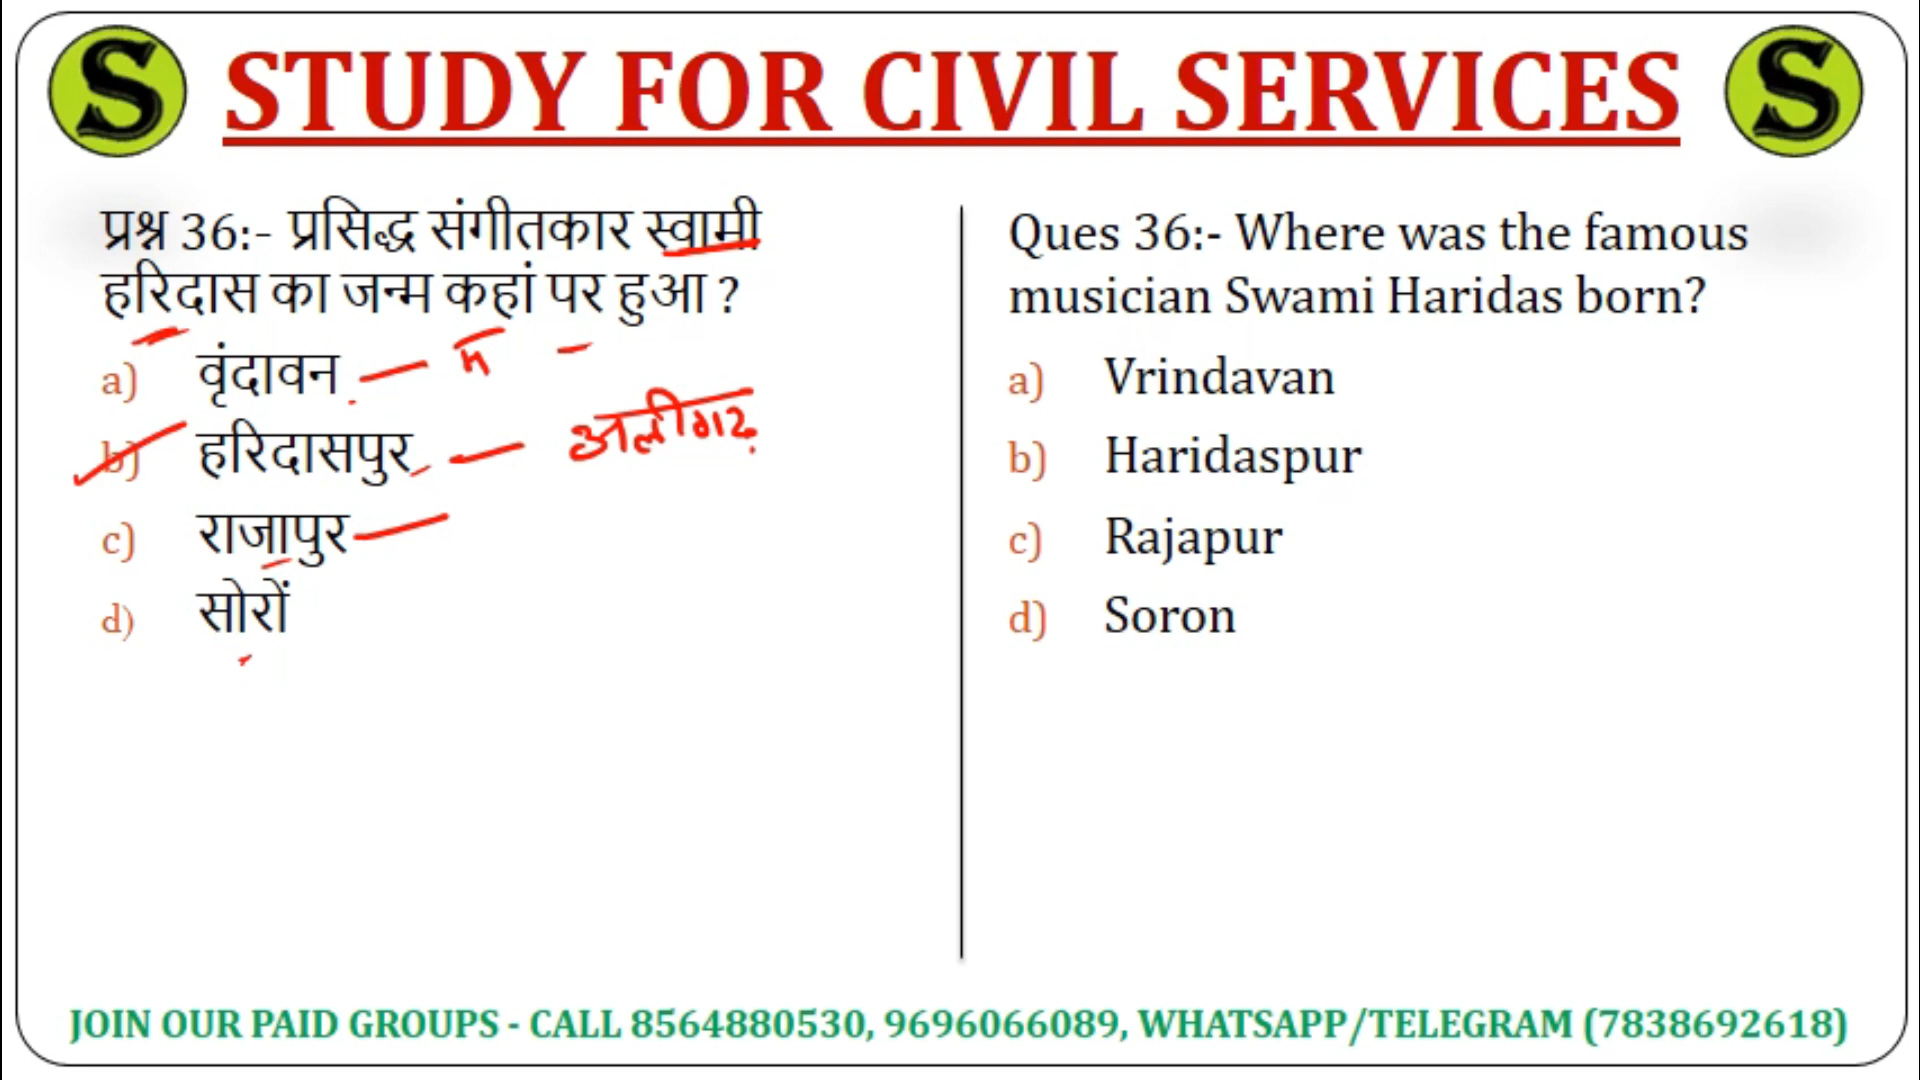 S STUDY FOR CIVIL SERVICES S
प्रश्न 36:- प्रसिद्ध संगीतकार स्वामी
हरिदास का जन्म कहां पर हुआ ?
a) वृंदावन
b) हरिदासपुर — अलीगढ़
c) राजापुर
d) सोरों
Ques 36:- Where was the famous
musician Swami Haridas born?
a) Vrindavan
b) Haridaspur
c) Rajapur
d) Soron
JOIN OUR PAID GROUPS - CALL 8564880530, 9696066089, WHATSAPP/TELEGRAM (7838692618)